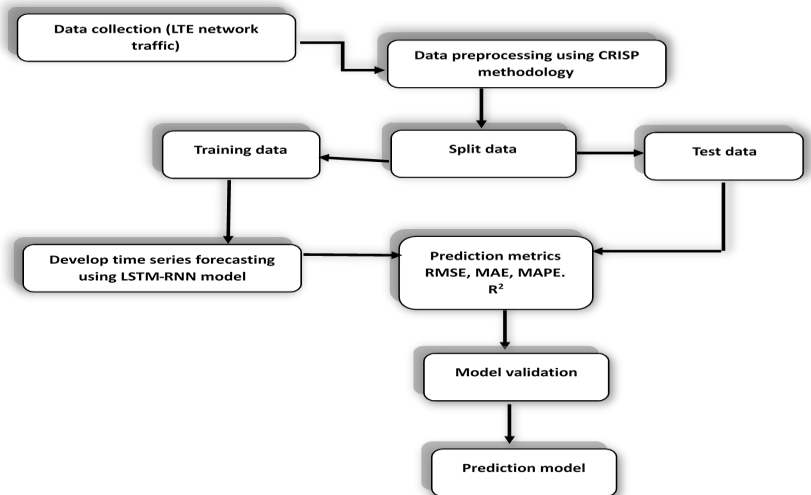 Data collection (LTE network
traffic)
Data preprocessing using CRISP
methodology
Training data
Split data
Test data
Develop time series forecasting
using LSTM-RNN model
Prediction metrics
RMSE, MAE, MAPE.
R²
Model validation
Prediction model